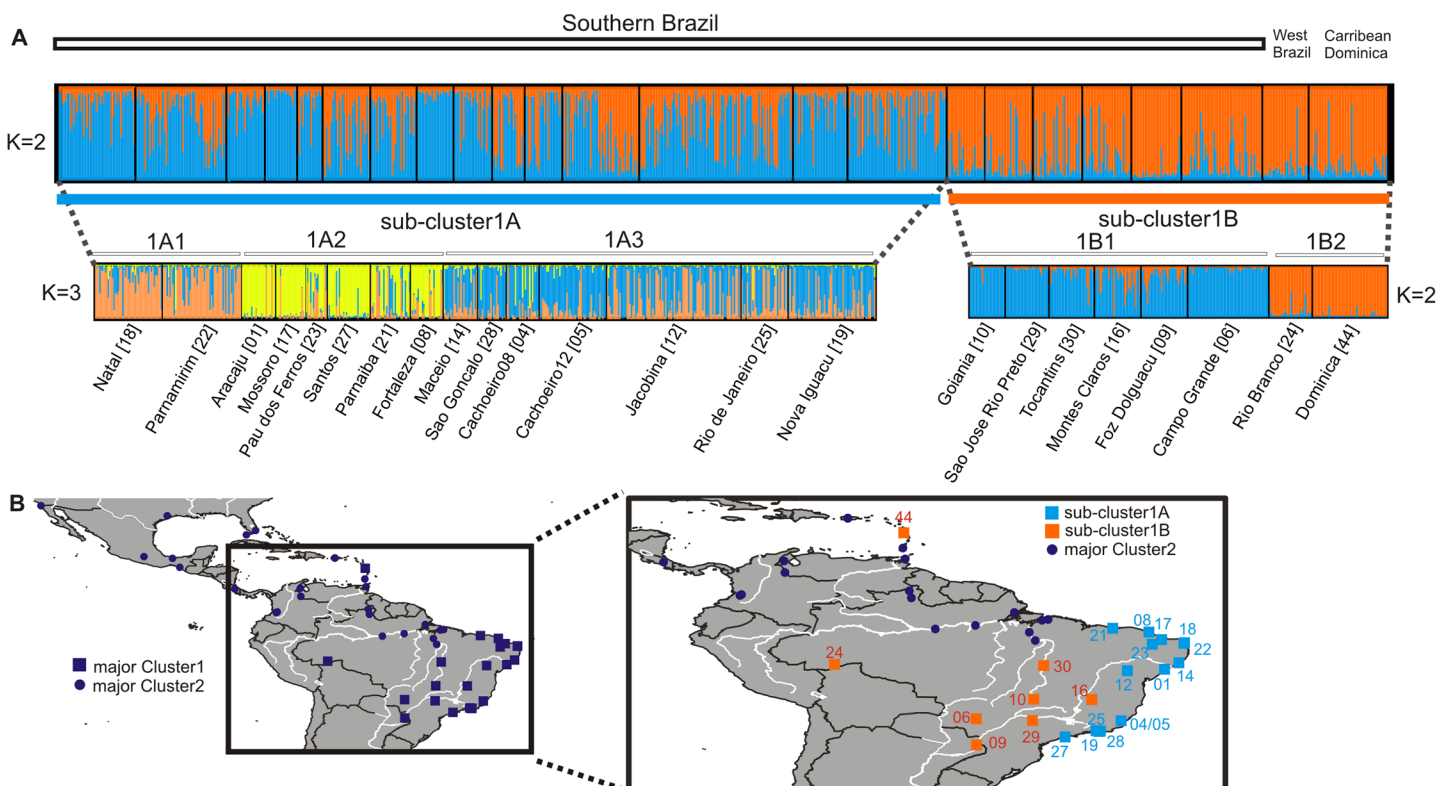 Southern Brazil
A
West Brazil
Carribean Dominica
K=2
sub-cluster1A
sub-cluster1B
1A1
1A2
1A3
1B1
1B2
K=3
K=2
Natal [18]
Parnamirim [22]
Aracaju [01]
Mossoro [17]
Pau dos Ferros [23]
Santos [27]
Parnaiba [21]
Fortaleza [08]
Maceio [14]
Sao Goncalo [28]
Cachoeiro08 [04]
Cachoeiro12 [05]
Jacobina [12]
Rio de Janeiro [25]
Nova Iguacu [19]
Goiania [10]
Sao Jose Rio Preto [29]
Tocantins [30]
Montes Claros [16]
Foz Dolguacu [09]
Campo Grande [06]
Rio Branco [24]
Dominica [44]
B
major Cluster1
major Cluster2
44
sub-cluster1A
sub-cluster1B
major Cluster2
21
08
17
18
23
22
14
24
30
12
01
10
16
06
29
25
04/05
09
27
19
28